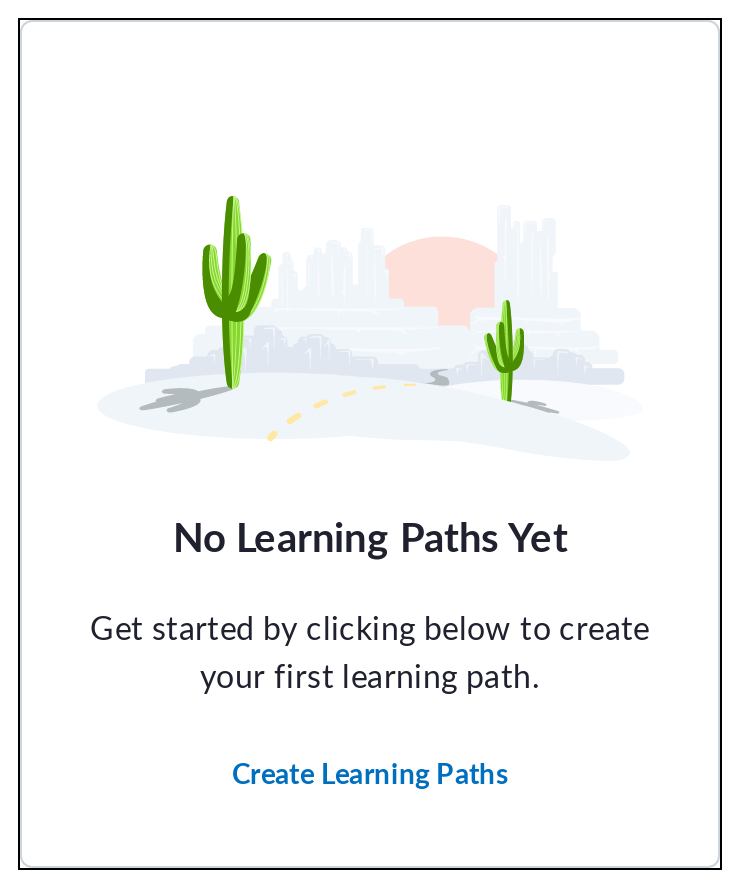 No Learning Paths Yet
Get started by clicking below to create
your first learning path.
Create Learning Paths